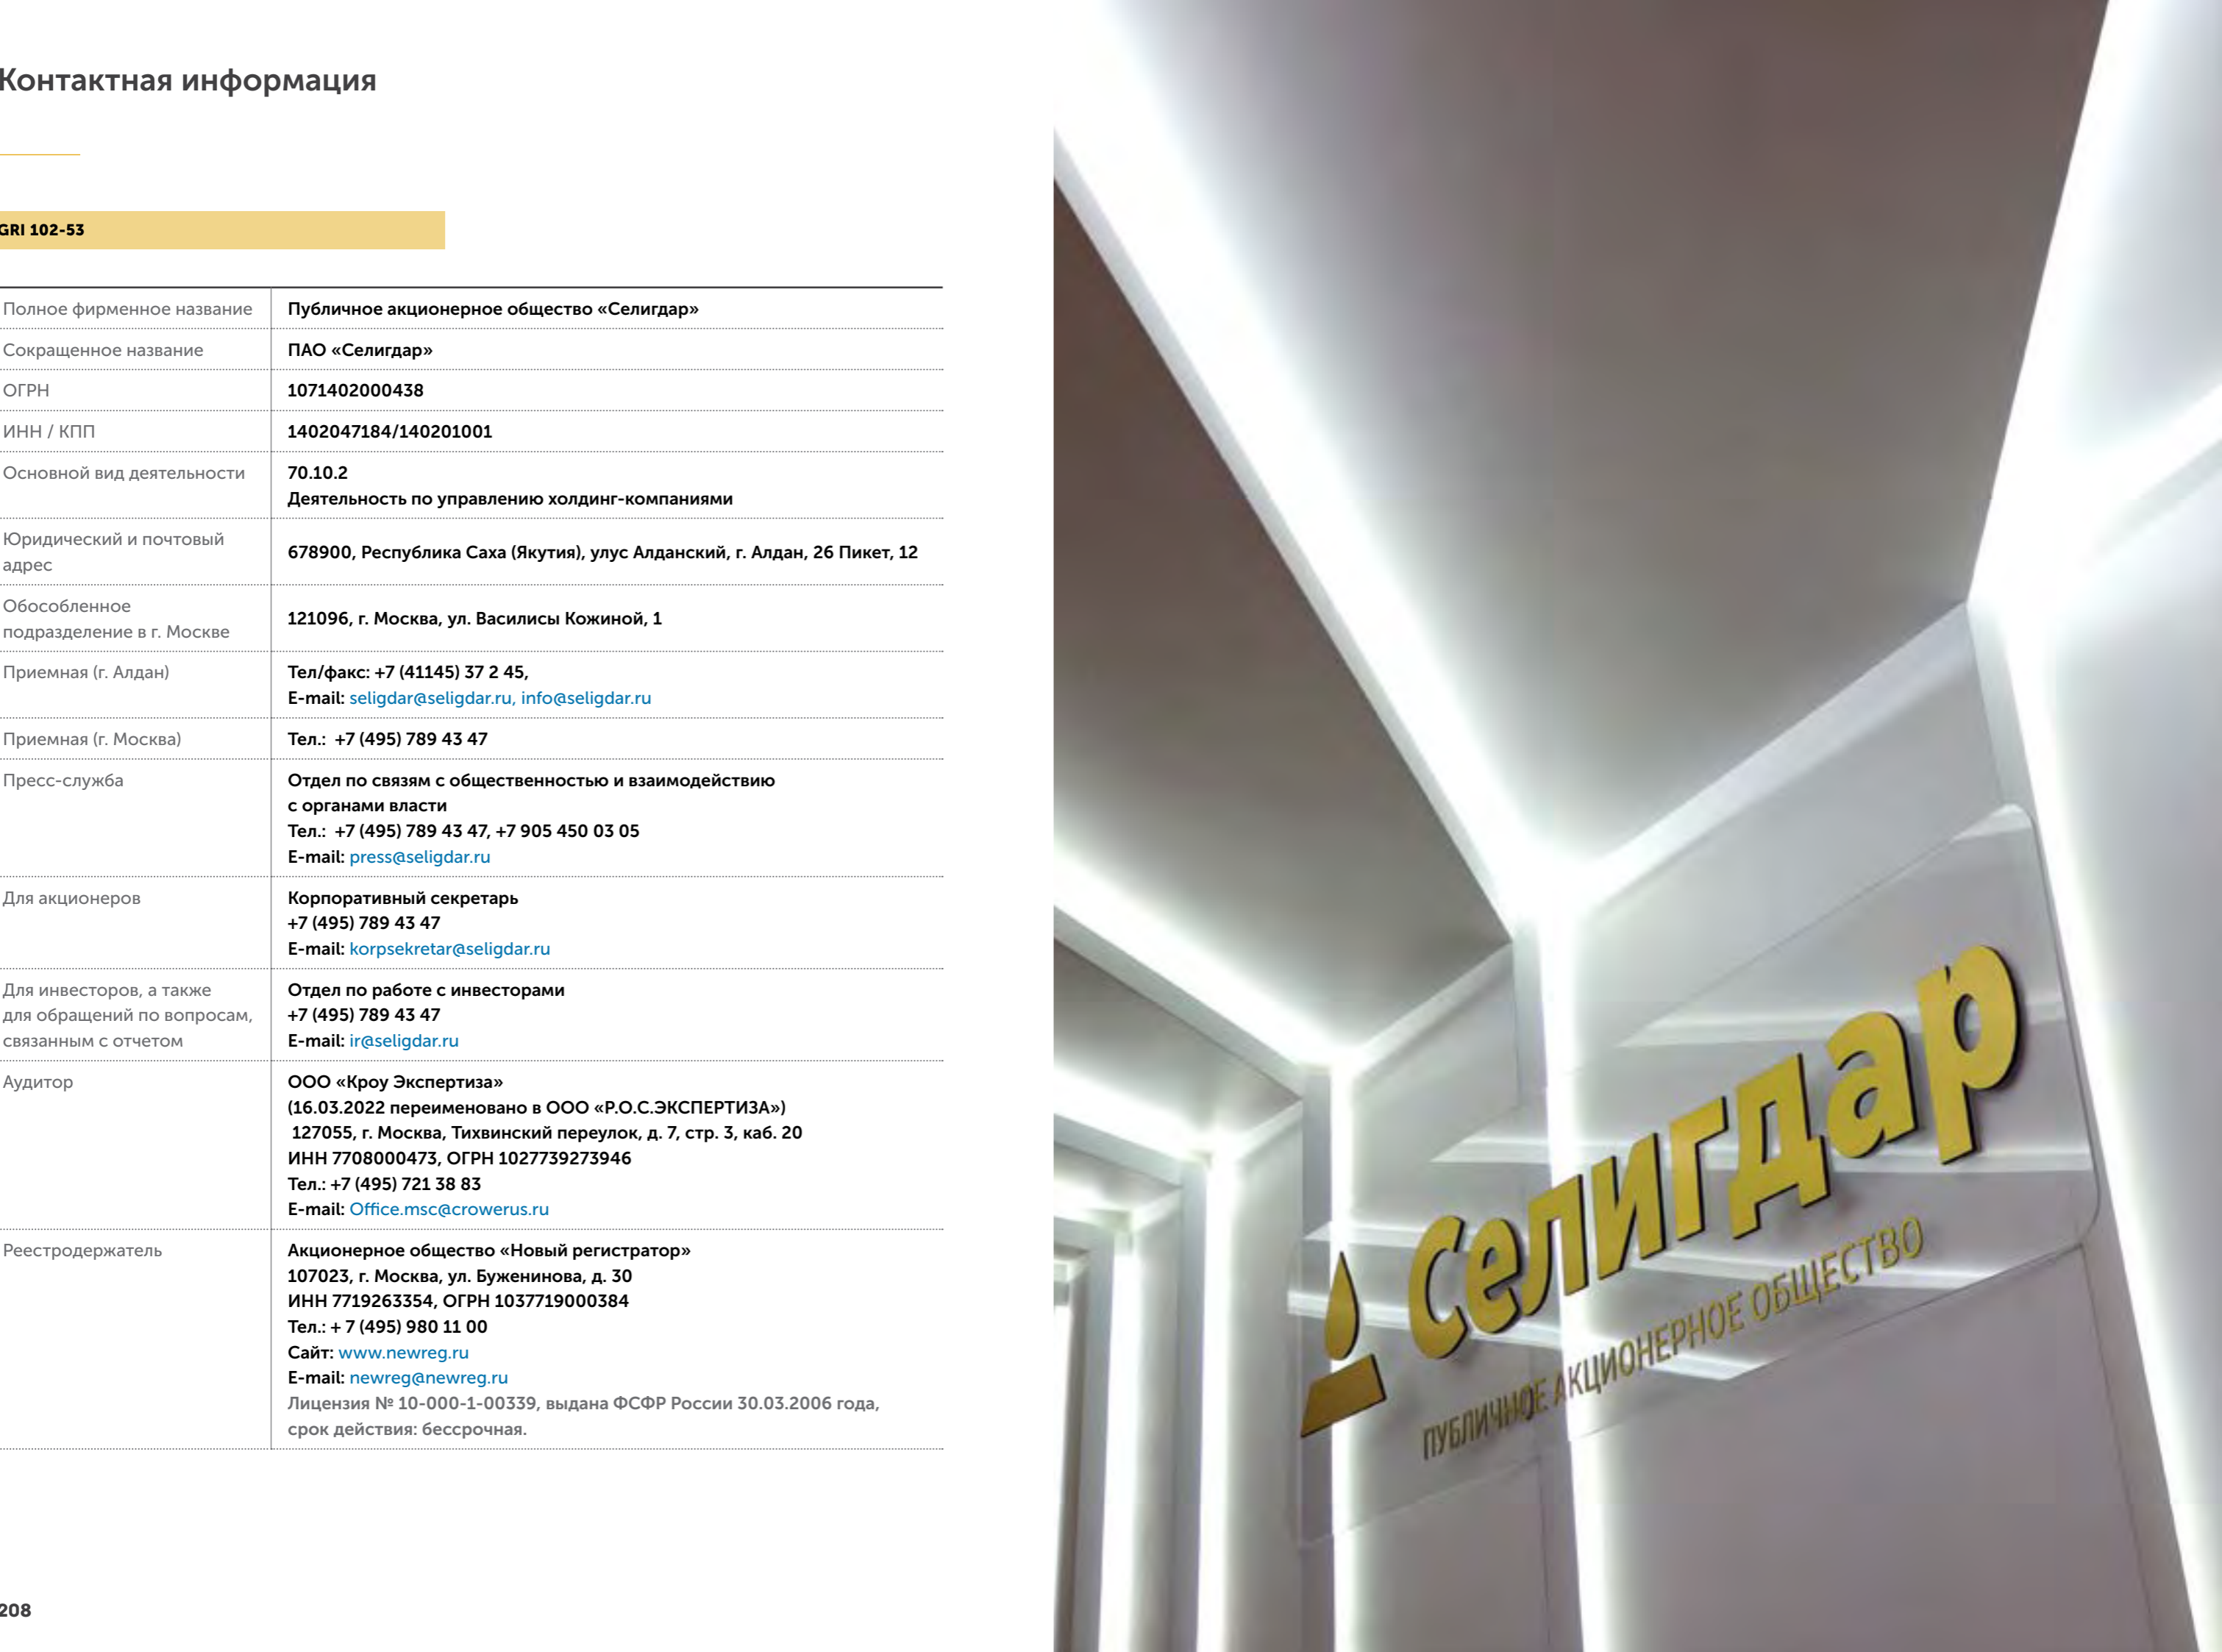 Контактная информация
GRI 102-53
Полное фирменное название
Публичное акционерное общество «Селигдар»
Сокращенное название
ПАО «Селигдар»
ОГРН
1071402000438
ИНН / КПП
1402047184/140201001
Основной вид деятельности
70.10.2
Деятельность по управлению холдинг-компаниями
Юридический и почтовый
адрес
678900, Республика Саха (Якутия), улус Алданский, г. Алдан, 26 Пикет, 12
Обособленное
подразделение в г. Москве
121096, г. Москва, ул. Василисы Кожиной, 1
Приемная (г. Алдан)
Тел/факс: +7 (41145) 37 2 45,
E-mail: seligdar@seligdar.ru, info@seligdar.ru
Приемная (г. Москва)
Тел.: +7 (495) 789 43 47
Пресс-служба
Отдел по связям с общественностью и взаимодействию
с органами власти
Тел.: +7 (495) 789 43 47, +7 905 450 03 05
E-mail: press@seligdar.ru
Для акционеров
Корпоративный секретарь
+7 (495) 789 43 47
E-mail: korpsekretar@seligdar.ru
Для инвесторов, а также
для обращений по вопросам,
связанным с отчетом
Отдел по работе с инвесторами
+7 (495) 789 43 47
E-mail: ir@seligdar.ru
Аудитор
ООО «Кроу Экспертиза»
(16.03.2022 переименовано в ООО «Р.О.С.ЭКСПЕРТИЗА»)
127055, г. Москва, Тихвинский переулок, д. 7, стр. 3, каб. 20
ИНН 7708000473, ОГРН 1027739273946
Тел.: +7 (495) 721 38 83
E-mail: Office.msc@crowerus.ru
Реестродержатель
Акционерное общество «Новый регистратор»
107023, г. Москва, ул. Буженинова, д. 30
ИНН 7719263354, ОГРН 1037719000384
Тел.: + 7 (495) 980 11 00
Сайт: www.newreg.ru
E-mail: newreg@newreg.ru
Лицензия № 10-000-1-00339, выдана ФСФР России 30.03.2006 года,
срок действия: бессрочная.
208
Селигдар
ПУБЛИЧНОЕ АКЦИОНЕРНОЕ ОБЩЕСТВО